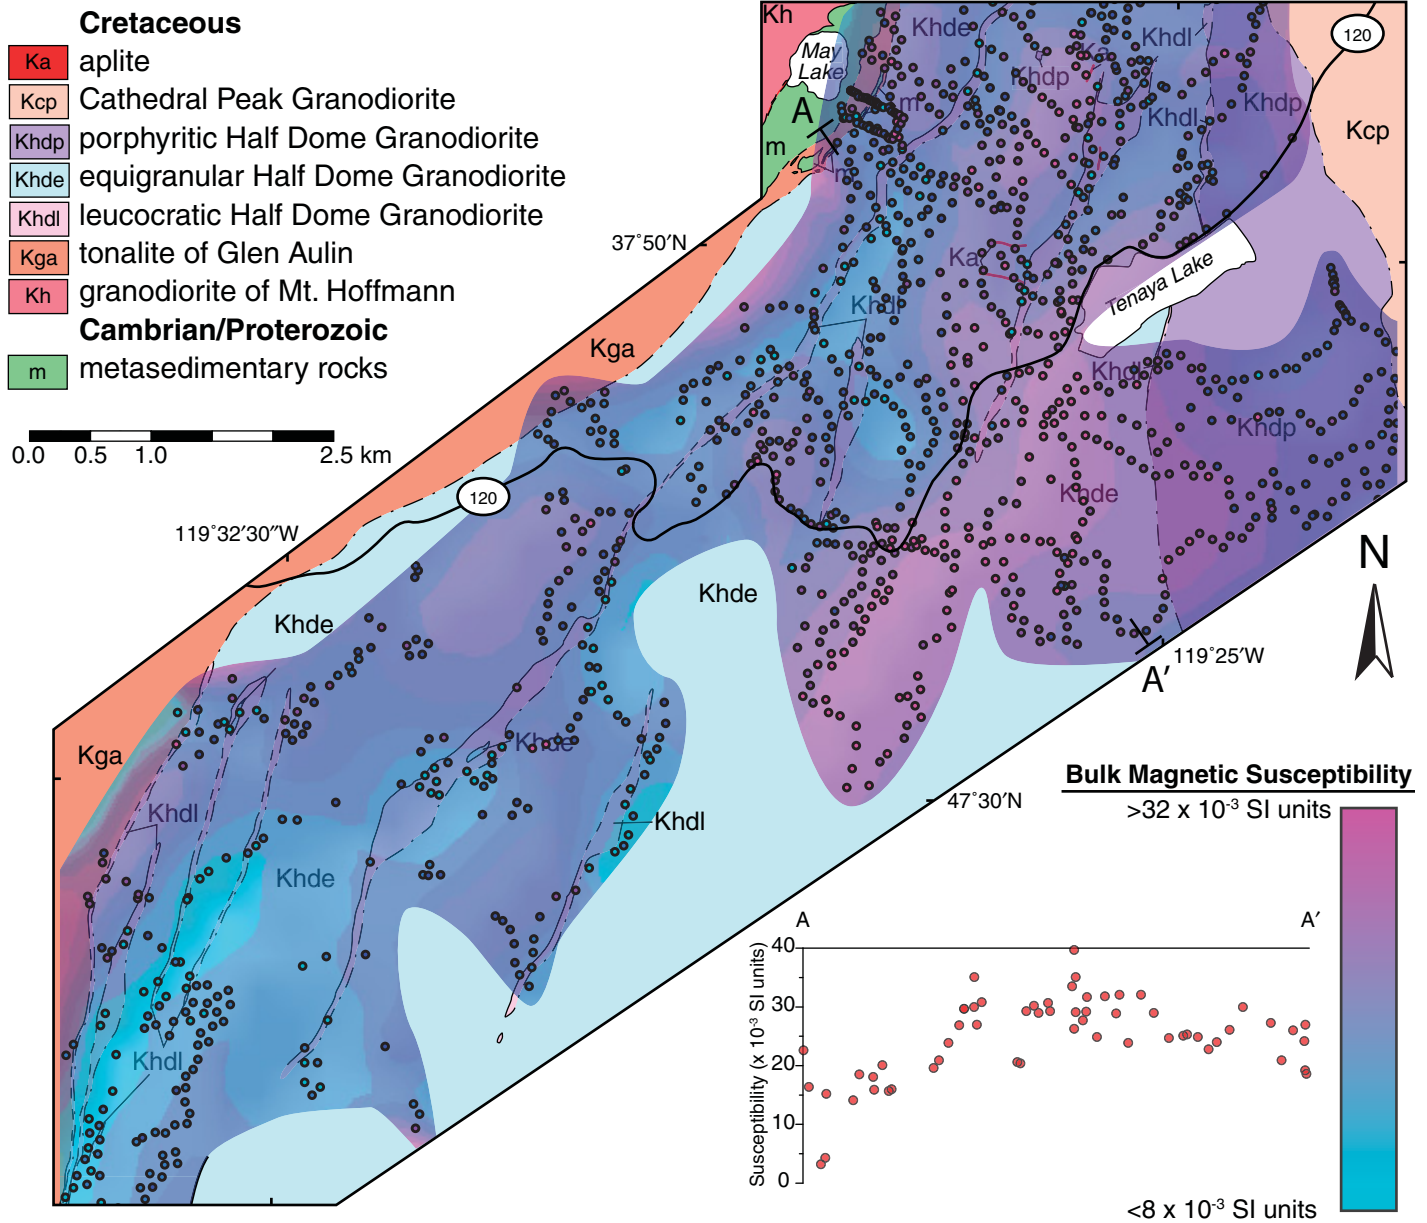 Cretaceous
Ka aplite
Kcp Cathedral Peak Granodiorite
Khdp porphyritic Half Dome Granodiorite
Khde equigranular Half Dome Granodiorite
Khdl leucocratic Half Dome Granodiorite
Kga tonalite of Glen Aulin
Kh granodiorite of Mt. Hoffmann
Cambrian/Proterozoic
m metasedimentary rocks
0.0 0.5 1.0 2.5 km
Kh
May
Lake
Khde
Ka
Khdl
120
Khdp
Khdp
Kcp
A
m
Khdl
m
m
37˚50′N
Ka
Tenaya Lake
Khdl
Kga
Khdl
Khdp
120
Khde
119˚32′30″W
N
Khde
Khde
119˚25′W
A′
Kga
Khde
47˚30′N
Khdl
Khdl
Khde
Khdl
Bulk Magnetic Susceptibility
>32 x 10-3 SI units
<8 x 10-3 SI units
A A′
Susceptibility (x 10-3 SI units)
40
30
20
10
0